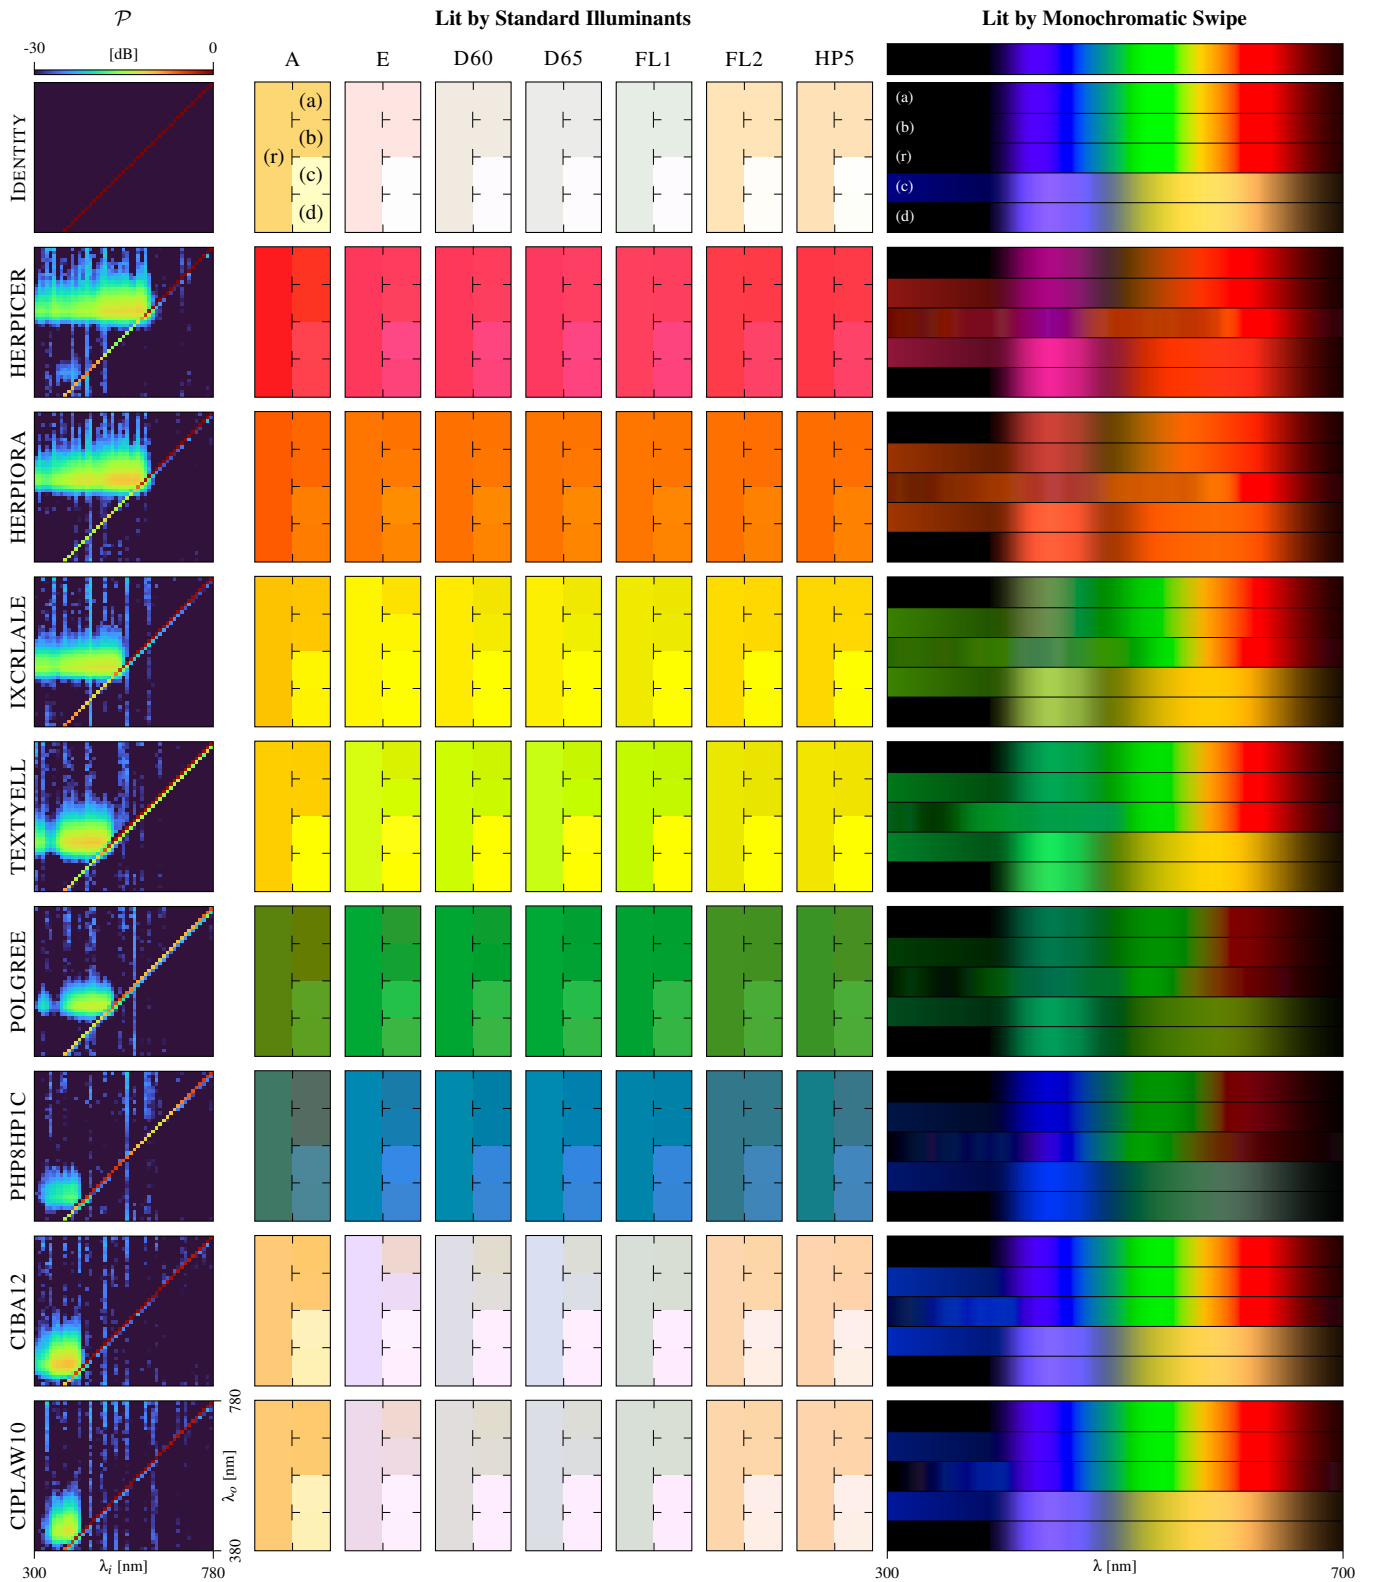 𝒫
Lit by Standard Illuminants
Lit by Monochromatic Swipe
-30 [dB] 0
A E D60 D65 FL1 FL2 HP5
IDENTITY
(a)
(b)
(r)
(c)
(d)
(a)
(b)
(r)
(c)
(d)
HERPICER
HERPIORA
IXCRLALE
TEXTYELL
POLGREE
PHP8HP1C
CIBA12
CIPLAW10
780
λo [nm]
380
300 λi [nm] 780
300 λ [nm] 700